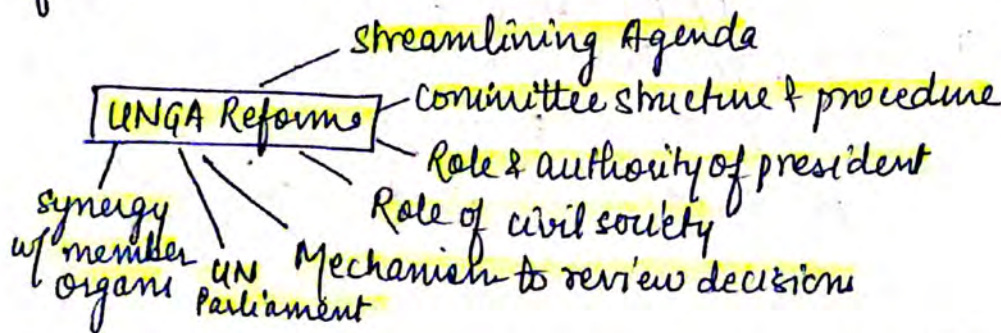 Streamlining Agenda
UNGA Reforms
Committee structure & procedure
Role & authority of president
Role of civil society
Mechanism to review decisions
UN
Parliament
synergy
w/ member
organs